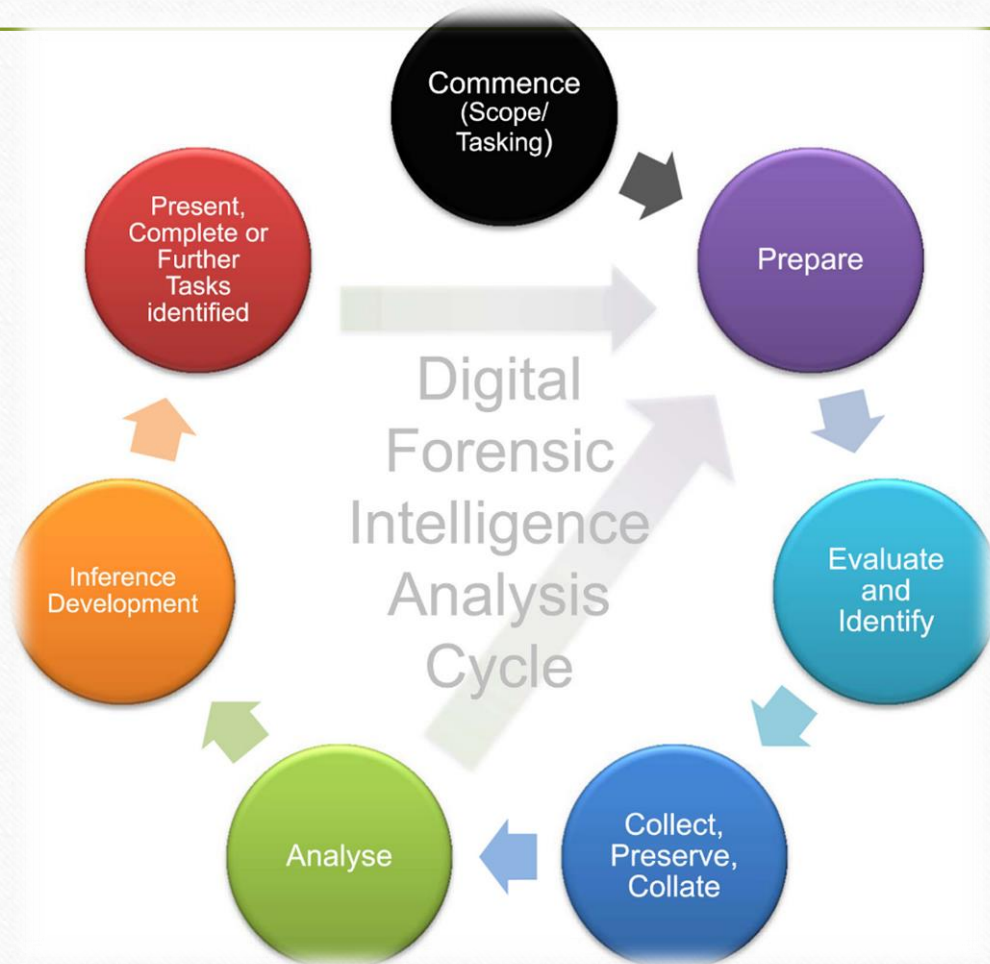 Commence
(Scope/
Tasking)
Prepare
Evaluate
and
Identify
Collect,
Preserve,
Collate
Analyse
Inference
Development
Present,
Complete or
Further
Tasks
identified
Digital
Forensic
Intelligence
Analysis
Cycle